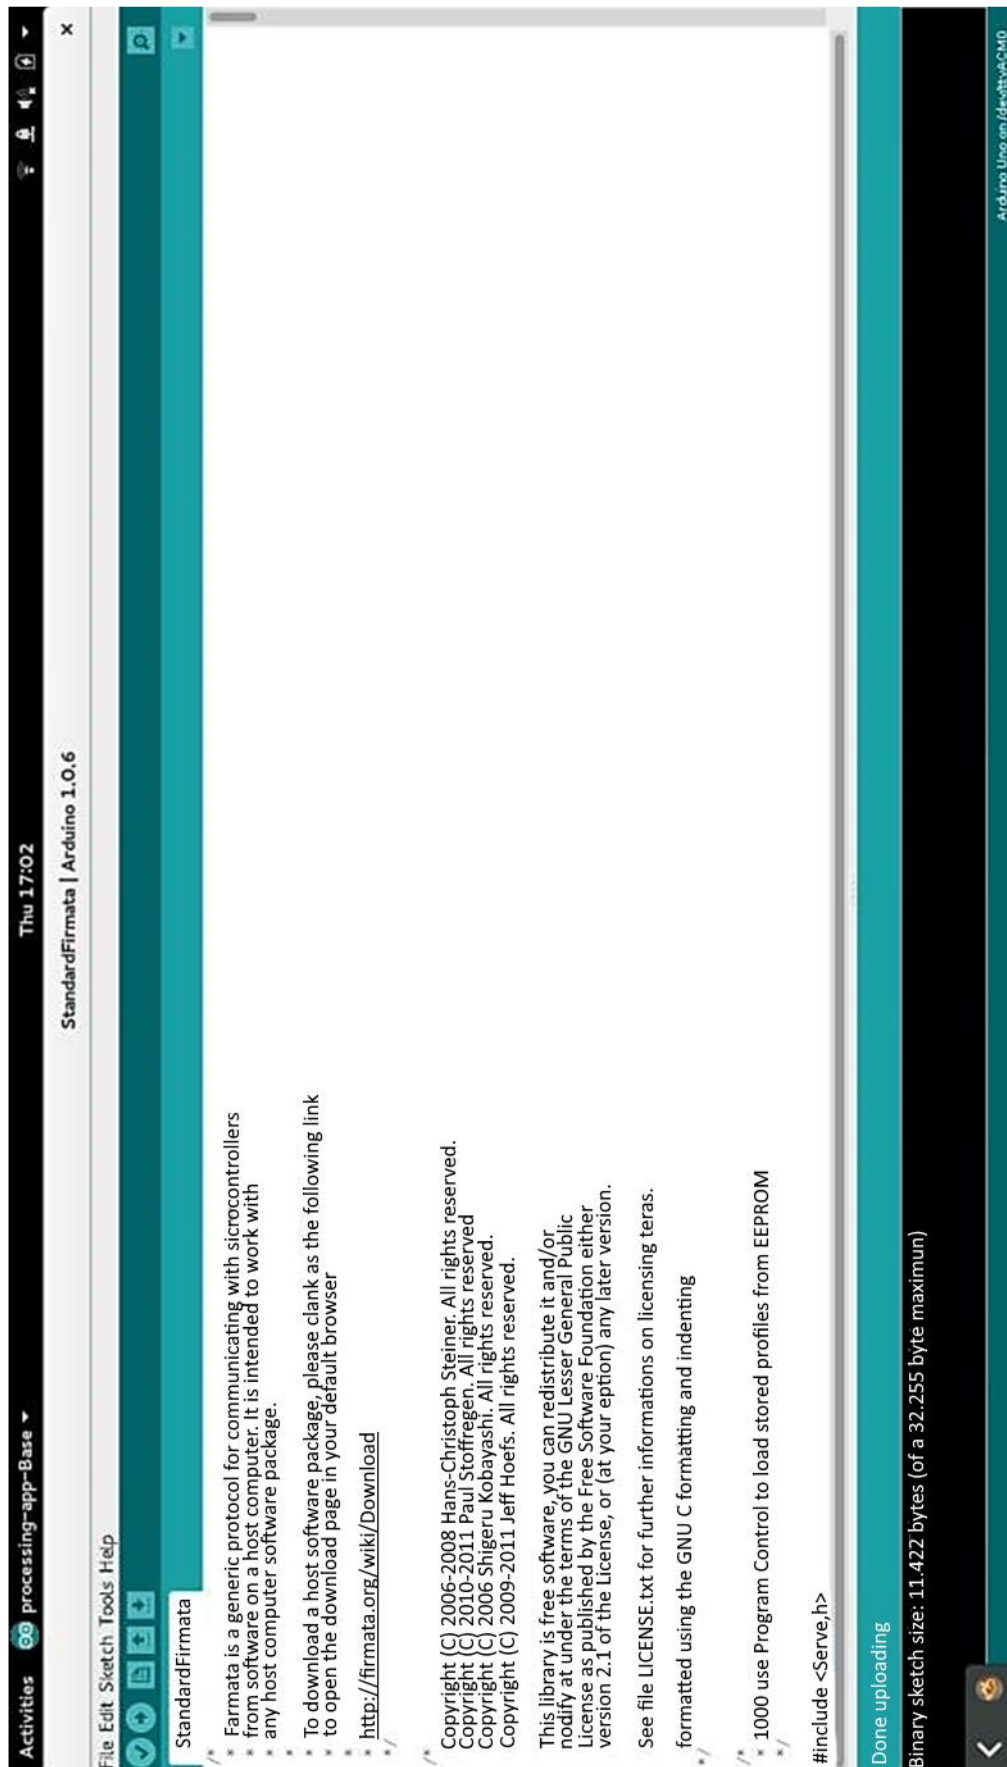 Activities processing-app-Base Thu 17:02
StandardFirmata | Arduino 1.0.6 ×
File Edit Sketch Tools Help
StandardFirmata
/*
* Farmata is a generic protocol for communicating with sicrocontrollers
* from software on a host computer. It is intended to work with
* any host computer software package.
*
* To download a host software package, please clank as the following link
* to open the download page in your default browser
*
* http://firmata.org/wiki/Download
*/
/*
Copyright (C) 2006-2008 Hans-Christoph Steiner. All rights reserved.
Copyright (C) 2010-2011 Paul Stoffregen. All rights reserved
Copyright (C) 2006 Shigeru Kobayashi. All rights reserved.
Copyright (C) 2009-2011 Jeff Hoefs. All rights reserved.
This library is free software, you can redistribute it and/or
nodify at under the terms of the GNU Lesser General Public
License as published by the Free Software Foundation either
version 2.1 of the License, or (at your eption) any later version.
See file LICENSE.txt for further informations on licensing teras.
formatted using the GNU C formatting and indenting
*/
/*
* 1000 use Program Control to load stored profiles from EEPROM
*/
#include <Serve,h>
Done uploading
Binary sketch size: 11.422 bytes (of a 32.255 byte maximun)
Arduino Uno on /dev/ttyACM0